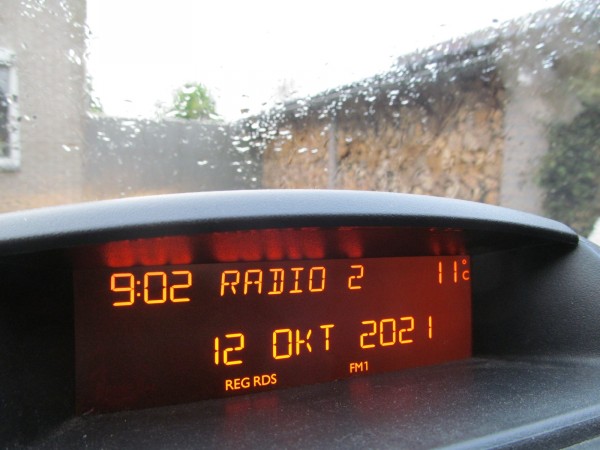 9:02 RADIO 2 11°C
12 OKT 2021
REG RDS FM1